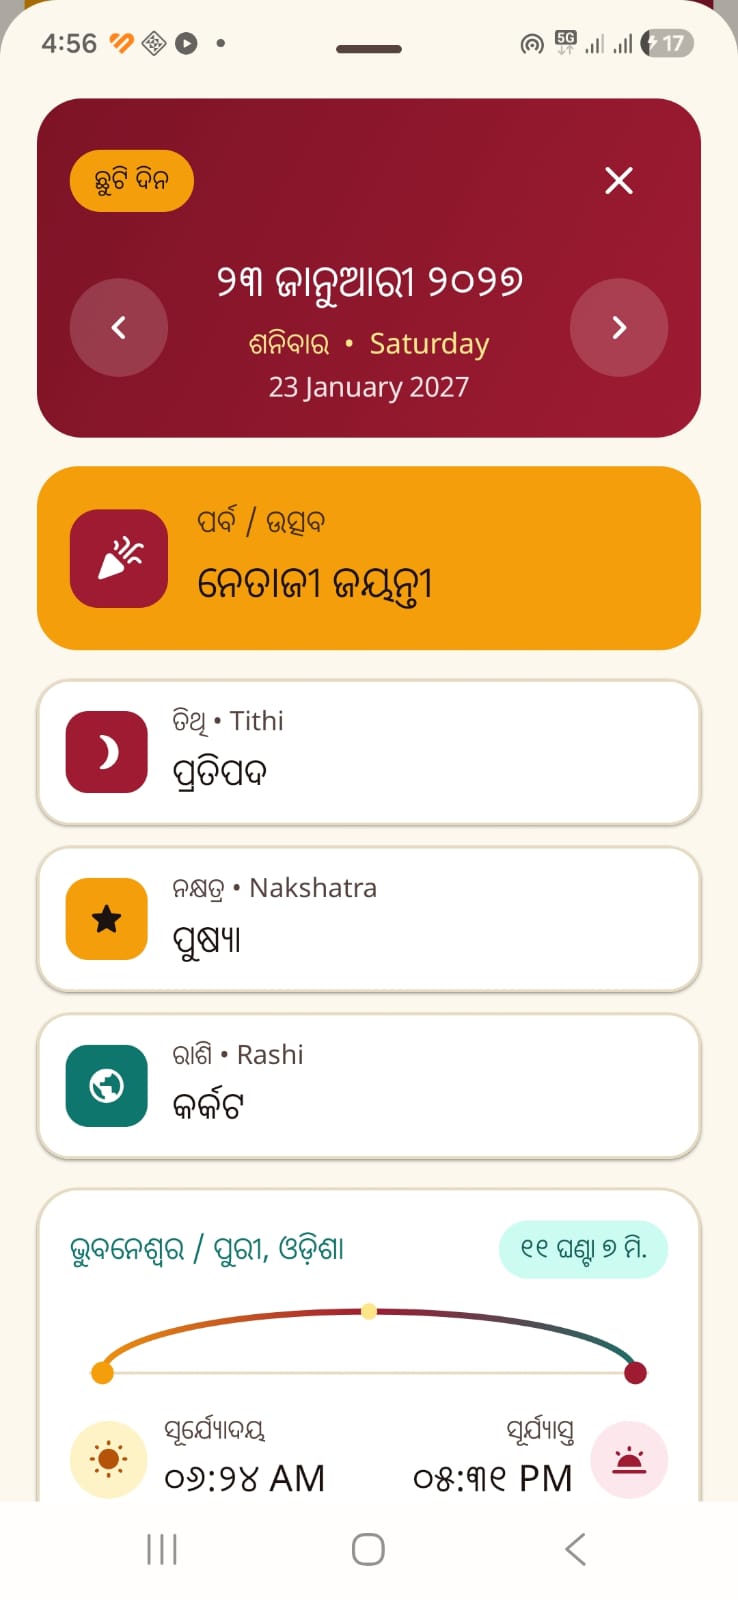 4:56
5G
17
ଛୁଟି ଦିନ
୨୩ ଜାନୁଆରୀ ୨୦୨୭
ଶନିବାର • Saturday
23 January 2027
ପର୍ବ / ଉତ୍ସବ
ନେତାଜୀ ଜୟନ୍ତୀ
ତିଥି • Tithi
ପ୍ରତିପଦ
ନକ୍ଷତ୍ର • Nakshatra
ପୁଷ୍ୟା
ରାଶି • Rashi
କର୍କଟ
ଭୁବନେଶ୍ୱର / ପୁରୀ, ଓଡ଼ିଶା
୧୧ ଘଣ୍ଟା ୭ ମି.
ସୂର୍ଯ୍ୟୋଦୟ
ସୂର୍ଯ୍ୟାସ୍ତ
୦୬:୨୪ AM
୦୫:୩୧ PM